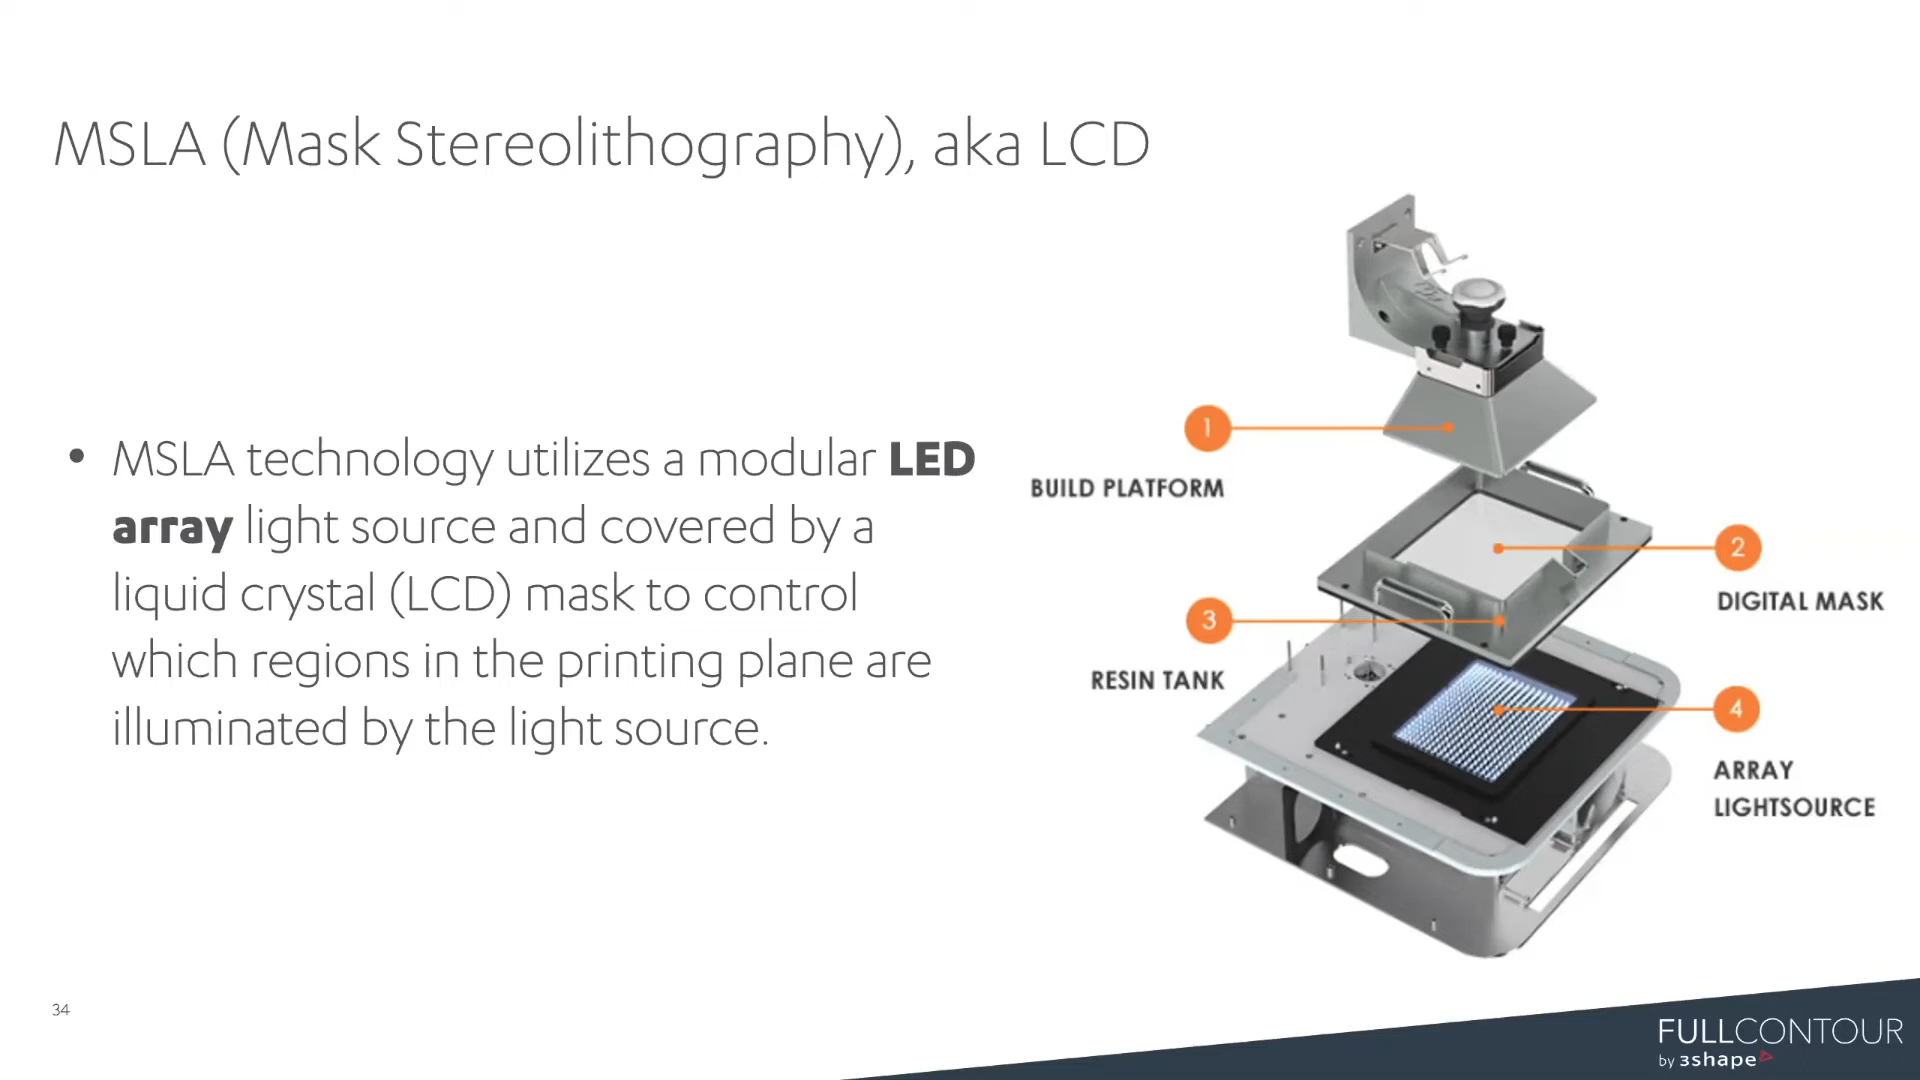 MSLA (Mask Stereolithography), aka LCD
• MSLA technology utilizes a modular LED
array light source and covered by a
liquid crystal (LCD) mask to control
which regions in the printing plane are
illuminated by the light source.
1
BUILD PLATFORM
2
DIGITAL MASK
3
RESIN TANK
4
ARRAY
LIGHTSOURCE
34
FULLCONTOUR
by 3shape